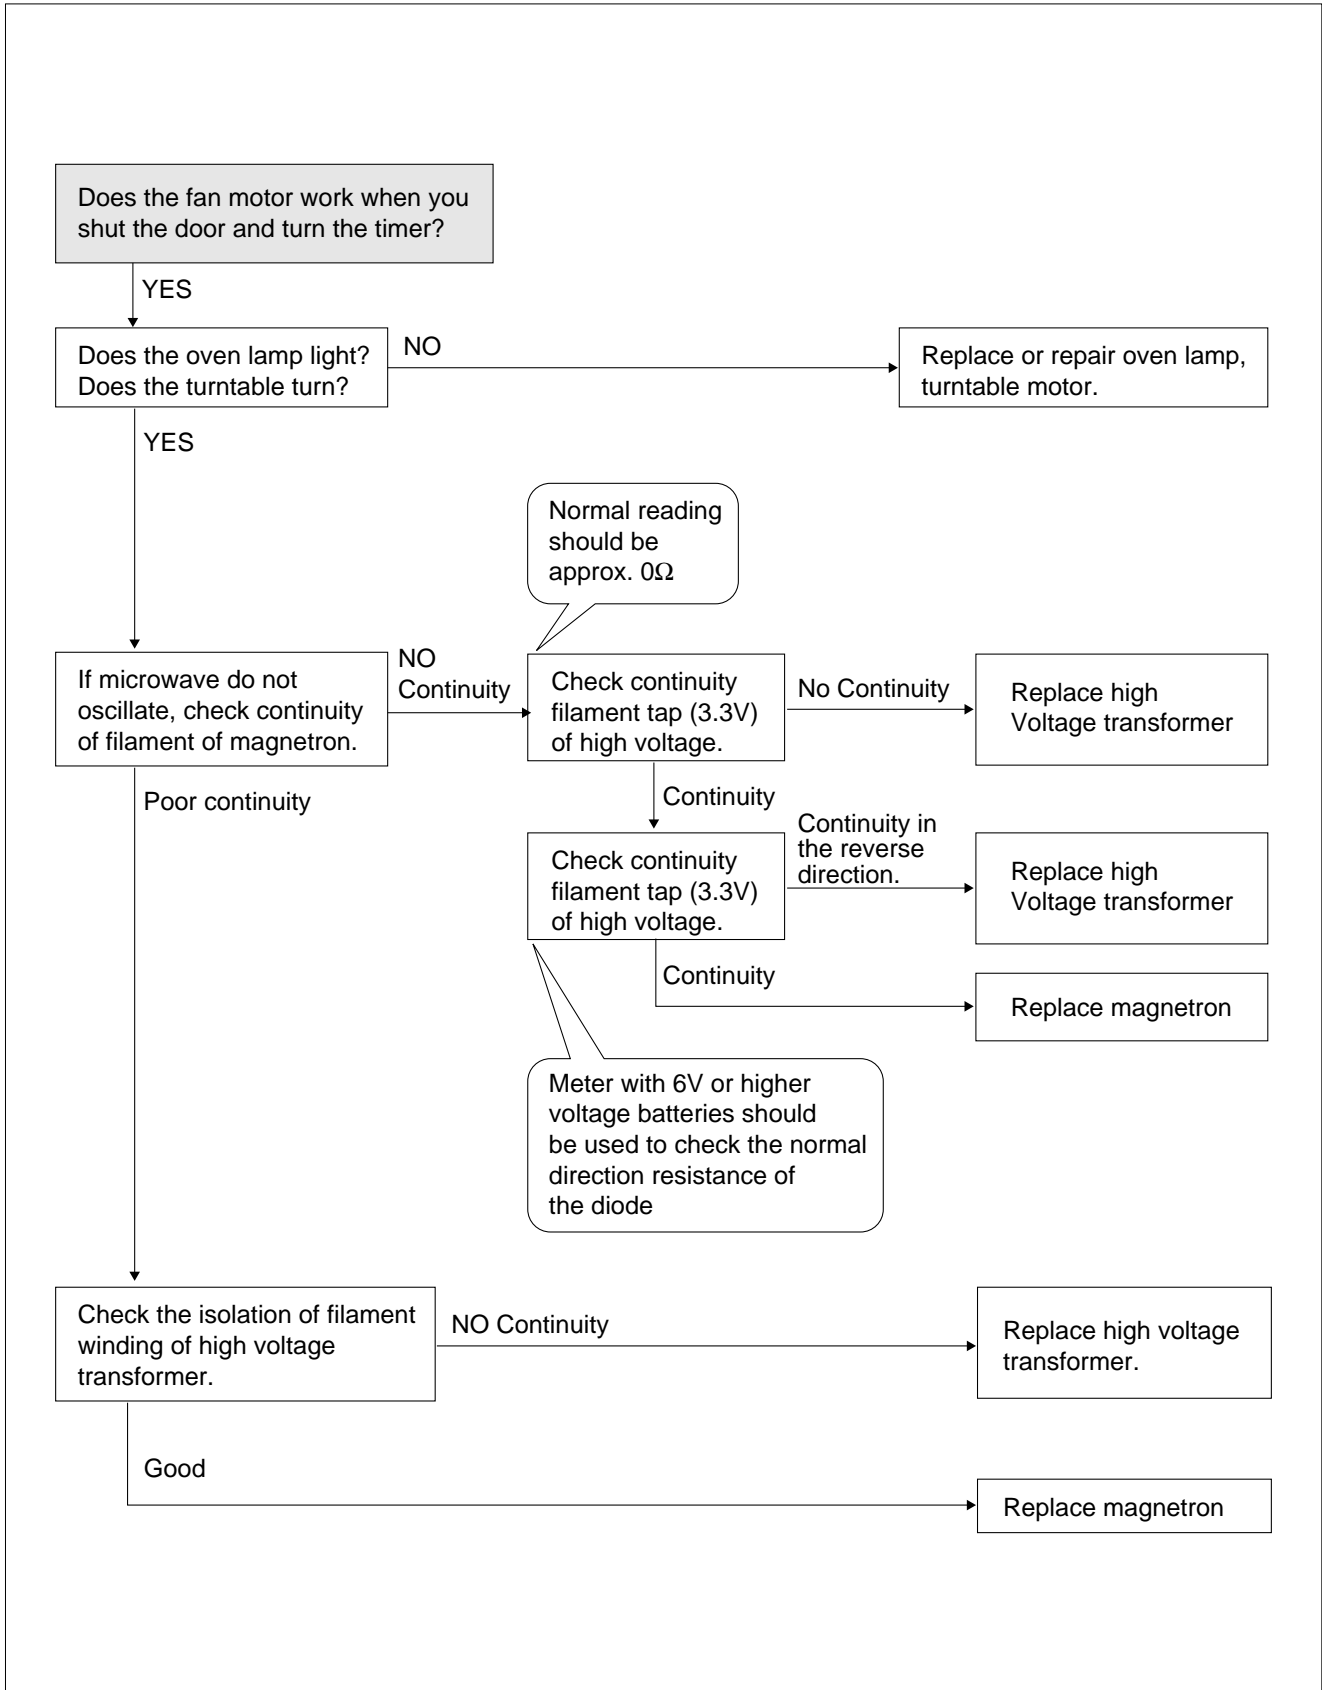 Does the fan motor work when you
shut the door and turn the timer?
YES
Does the oven lamp light?
Does the turntable turn?
NO
Replace or repair oven lamp,
turntable motor.
YES
Normal reading
should be
approx. 0Ω
If microwave do not
oscillate, check continuity
of filament of magnetron.
NO
Continuity
Check continuity
filament tap (3.3V)
of high voltage.
No Continuity
Replace high
Voltage transformer
Poor continuity
Continuity
Check continuity
filament tap (3.3V)
of high voltage.
Continuity in
the reverse
direction.
Replace high
Voltage transformer
Continuity
Replace magnetron
Meter with 6V or higher
voltage batteries should
be used to check the normal
direction resistance of
the diode
Check the isolation of filament
winding of high voltage
transformer.
NO Continuity
Replace high voltage
transformer.
Good
Replace magnetron